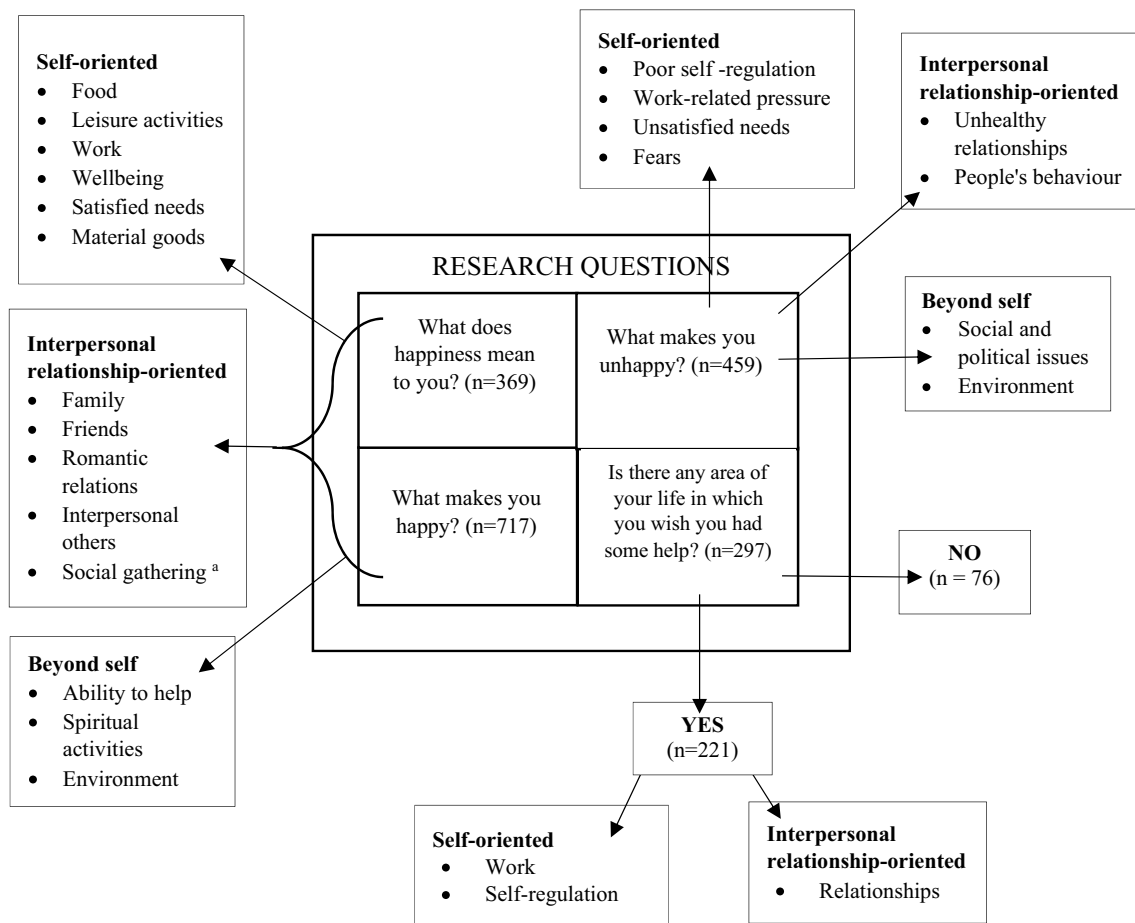 Self-oriented
• Food
• Leisure activities
• Work
• Wellbeing
• Satisfied needs
• Material goods
Self-oriented
• Poor self -regulation
• Work-related pressure
• Unsatisfied needs
• Fears
Interpersonal
relationship-oriented
• Unhealthy
relationships
• People's behaviour
RESEARCH QUESTIONS
What does
happiness mean
to you? (n=369)
What makes you
unhappy? (n=459)
Beyond self
• Social and
political issues
• Environment
Interpersonal
relationship-oriented
• Family
• Friends
• Romantic
relations
• Interpersonal
others
• Social gathering ᵃ
What makes you
happy? (n=717)
Is there any area of
your life in which
you wish you had
some help? (n=297)
NO
(n = 76)
Beyond self
• Ability to help
• Spiritual
activities
• Environment
YES
(n=221)
Self-oriented
• Work
• Self-regulation
Interpersonal
relationship-oriented
• Relationships